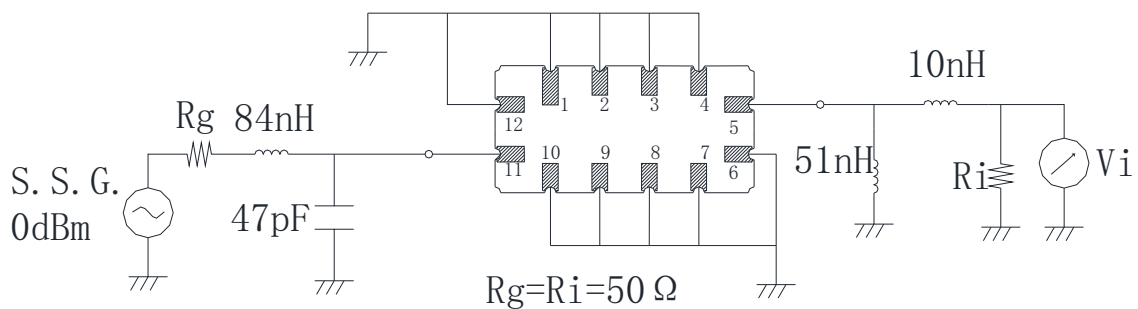 10nH
1 2 3 4
Rg 84nH
12 5
S.S.G.
0dBm
11 10 9 8 7 6
51nH Ri Vi
47pF
Rg=Ri=50Ω